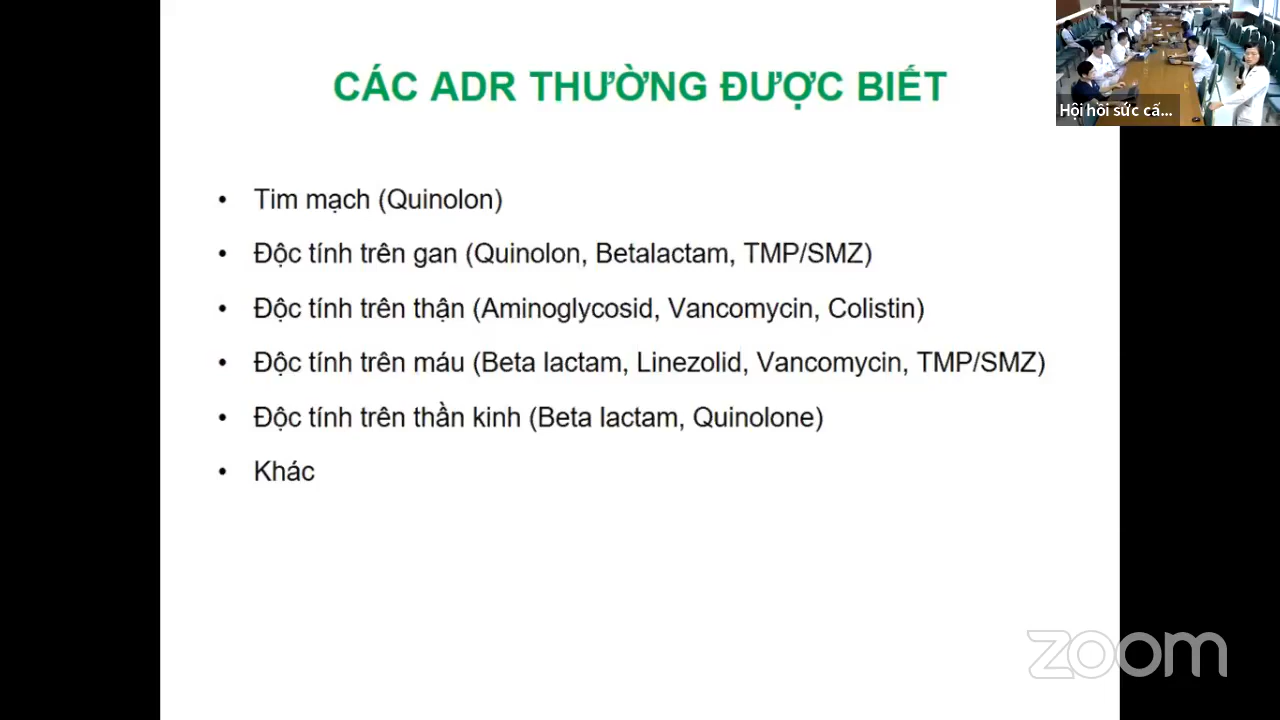 CÁC ADR THƯỜNG ĐƯỢC BIẾT
Hội hồi sức cấ...
• Tim mạch (Quinolon)
• Độc tính trên gan (Quinolon, Betalactam, TMP/SMZ)
• Độc tính trên thận (Aminoglycosid, Vancomycin, Colistin)
• Độc tính trên máu (Beta lactam, Linezolid, Vancomycin, TMP/SMZ)
• Độc tính trên thần kinh (Beta lactam, Quinolone)
• Khác
zoom